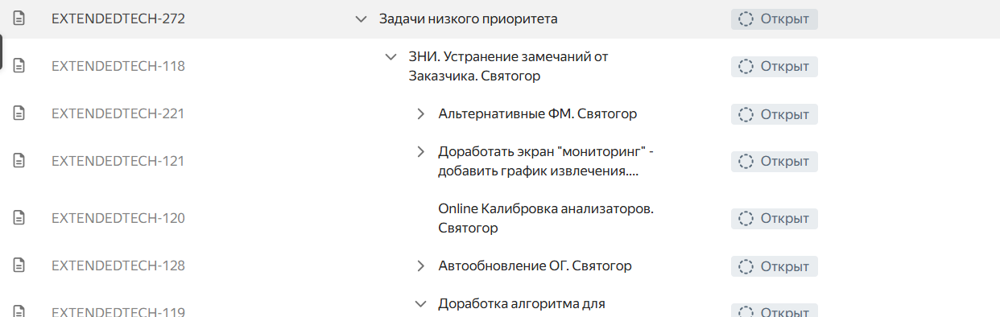 EXTENDEDTECH-272 Задачи низкого приоритета Открыт
EXTENDEDTECH-118 ЗНИ. Устранение замечаний от Открыт
Заказчика. Святогор
EXTENDEDTECH-221 Альтернативные ФМ. Святогор Открыт
EXTENDEDTECH-121 Доработать экран "мониторинг" - Открыт
добавить график извлечения....
EXTENDEDTECH-120 Online Калибровка анализаторов. Открыт
Святогор
EXTENDEDTECH-128 Автообновление ОГ. Святогор Открыт
EXTENDEDTECH-119 Доработка алгоритма для Открыт